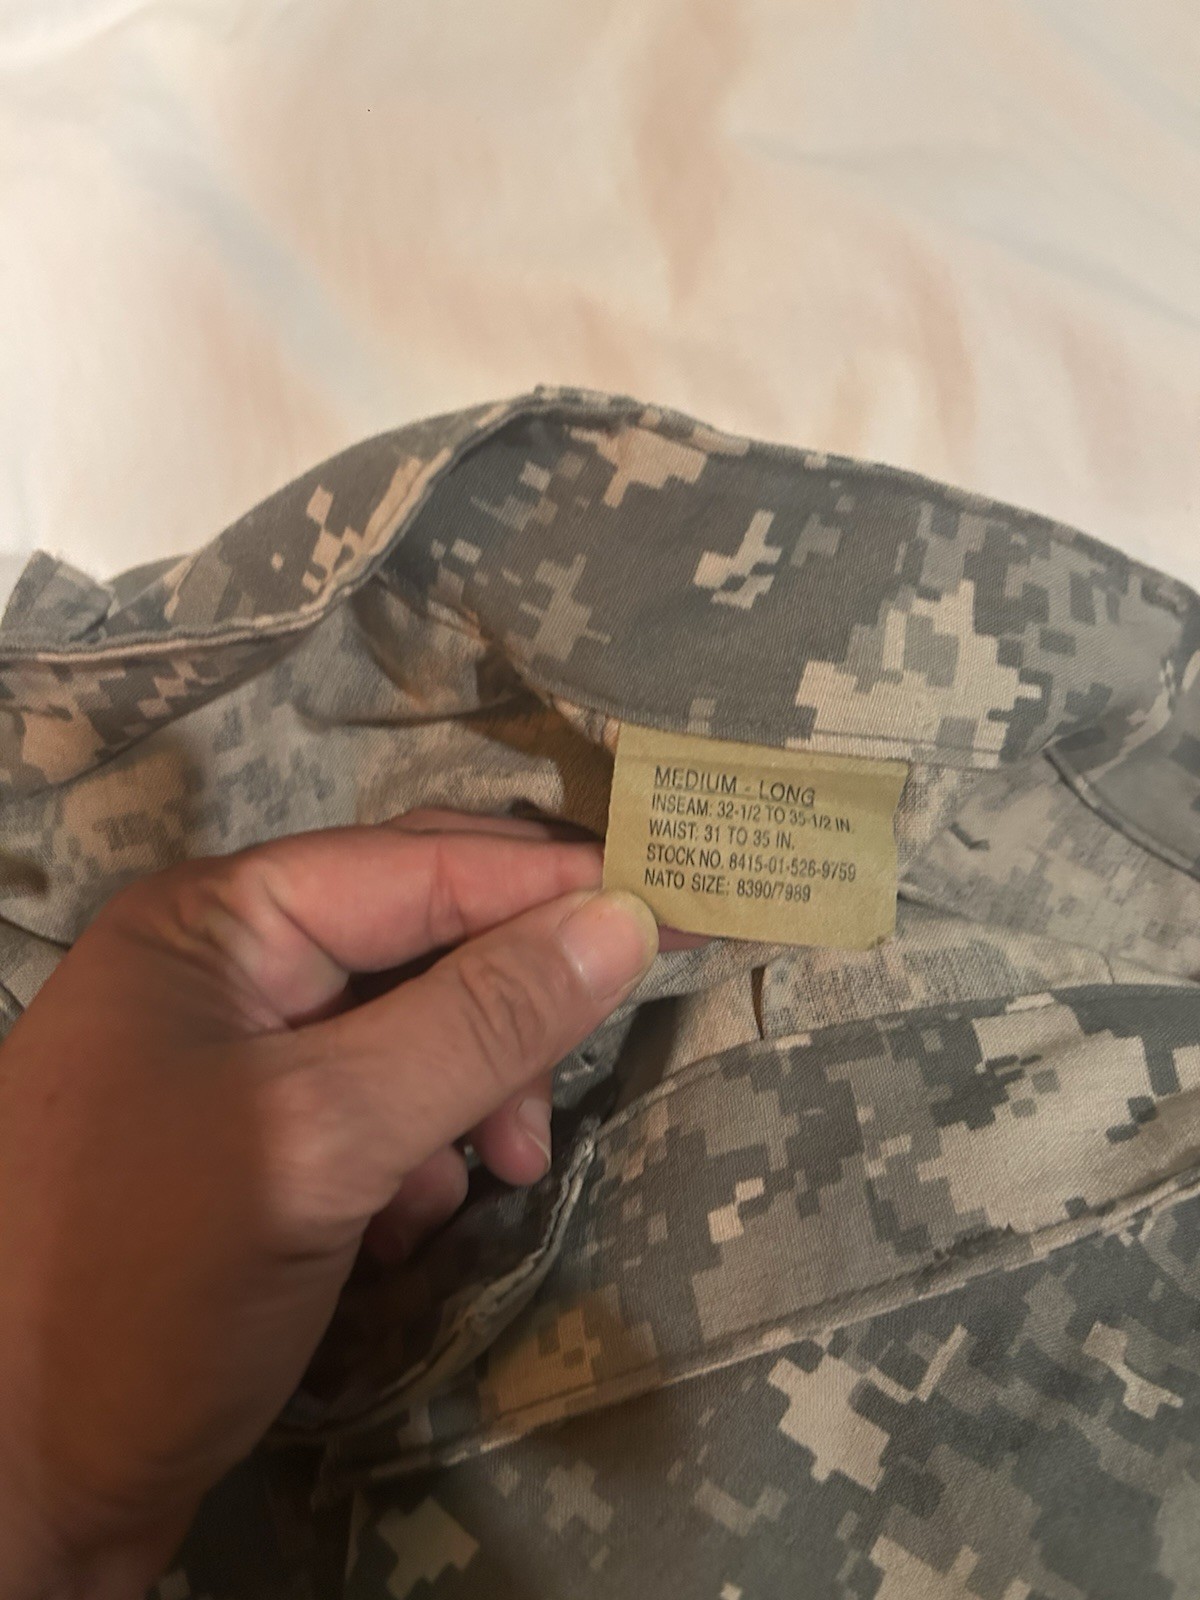 MEDIUM - LONG
INSEAM: 32-1/2 TO 35-1/2 IN.
WAIST: 31 TO 35 IN.
STOCK NO. 8415-01-526-9759
NATO SIZE: 8390/7989